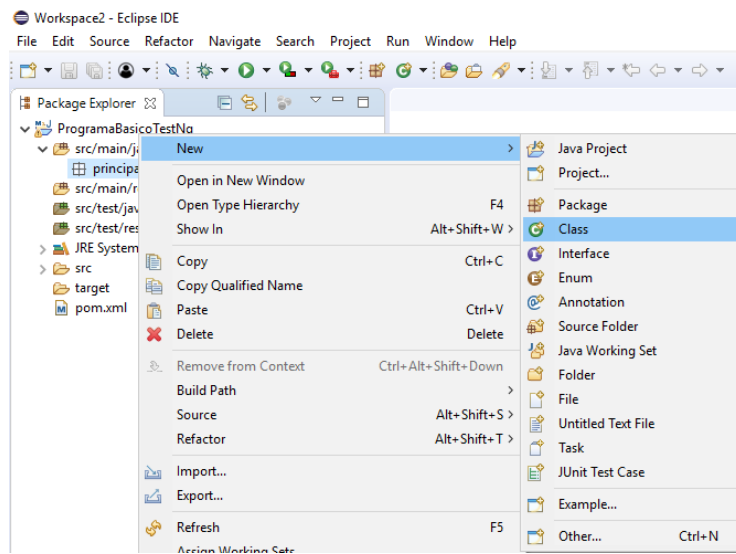 Workspace2 - Eclipse IDE
File Edit Source Refactor Navigate Search Project Run Window Help
Package Explorer
ProgramaBasicoTestNg
src/main/j
principa
src/main/r
src/test/jav
src/test/res
JRE System
src
target
pom.xml
New
Open in New Window
Open Type Hierarchy F4
Show In Alt+Shift+W >
Copy Ctrl+C
Copy Qualified Name
Paste Ctrl+V
Delete Delete
Remove from Context Ctrl+Alt+Shift+Down
Build Path
Source Alt+Shift+S >
Refactor Alt+Shift+T >
Import...
Export...
Refresh F5
Assign Working Sets
Java Project
Project...
Package
Class
Interface
Enum
Annotation
Source Folder
Java Working Set
Folder
File
Untitled Text File
Task
JUnit Test Case
Example...
Other... Ctrl+N